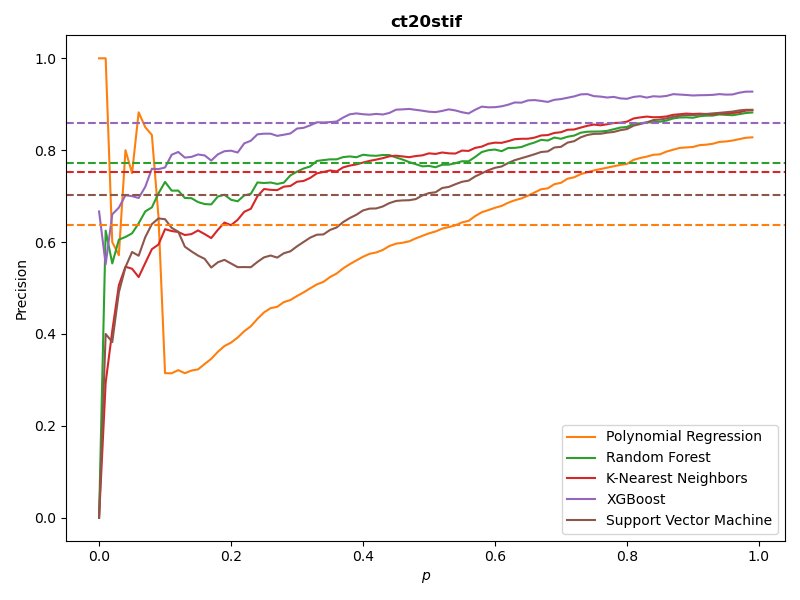 ct20stif
Precision
1.0
0.8
0.6
0.4
0.2
0.0
0.0
0.2
0.4
0.6
0.8
1.0
p
Polynomial Regression
Random Forest
K-Nearest Neighbors
XGBoost
Support Vector Machine